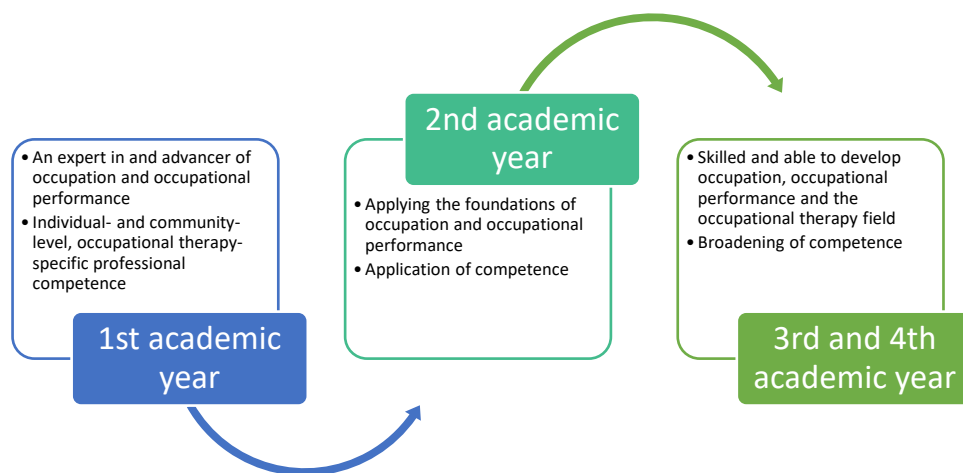 • An expert in and advancer of
occupation and occupational
performance
• Individual- and community-
level, occupational therapy-
specific professional
competence
1st academic
year
2nd academic
year
• Applying the foundations of
occupation and occupational
performance
• Application of competence
• Skilled and able to develop
occupation, occupational
performance and the
occupational therapy field
• Broadening of competence
3rd and 4th
academic year